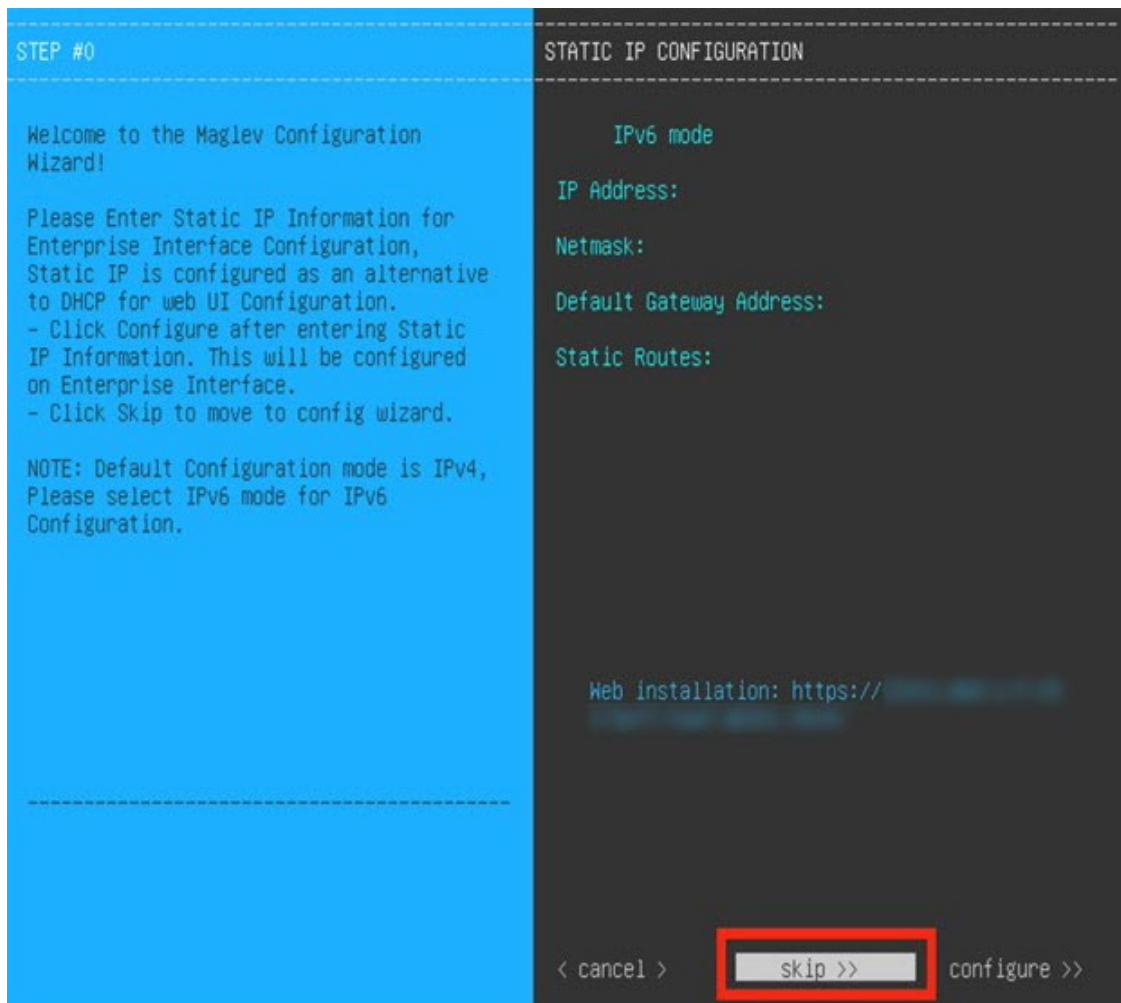 STEP #0
Welcome to the Maglev Configuration
Wizard!
Please Enter Static IP Information for
Enterprise Interface Configuration,
Static IP is configured as an alternative
to DHCP for web UI Configuration.
- Click Configure after entering Static
IP Information. This will be configured
on Enterprise Interface.
- Click Skip to move to config wizard.
NOTE: Default Configuration mode is IPv4,
Please select IPv6 mode for IPv6
Configuration.
STATIC IP CONFIGURATION
IPv6 mode
IP Address:
Netmask:
Default Gateway Address:
Static Routes:
Web installation: https://
< cancel >
skip >>
configure >>